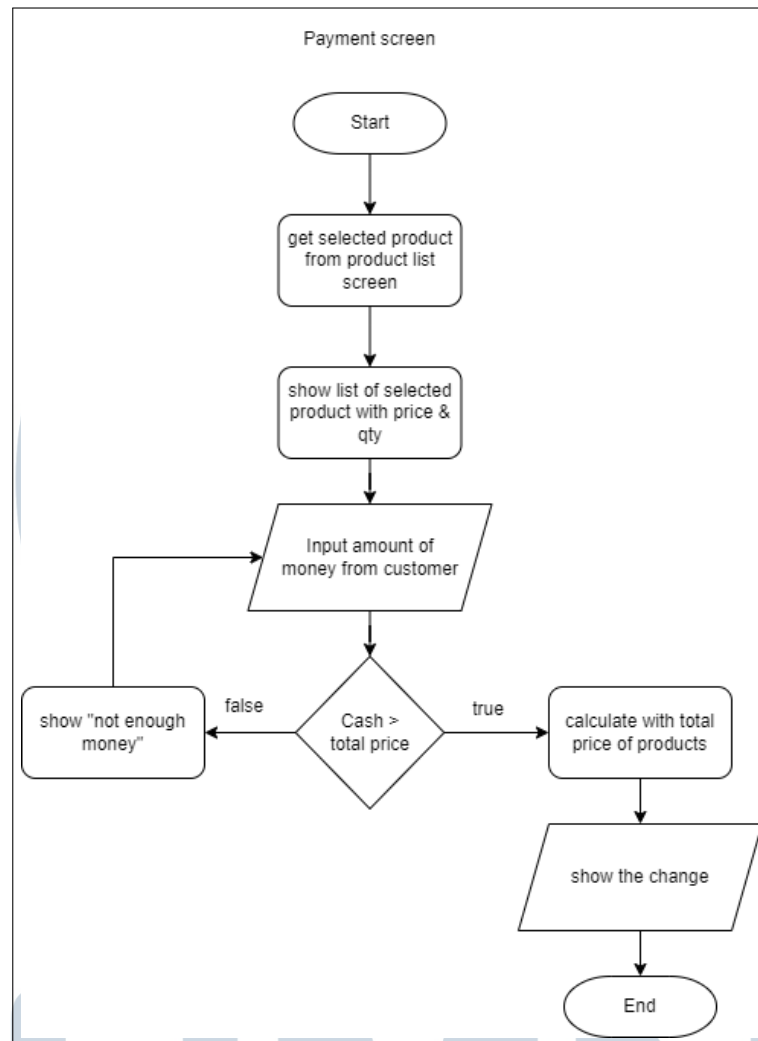 Payment screen
Start
get selected product
from product list
screen
show list of selected
product with price &
qty
Input amount of
money from customer
Cash >
total price
false
show "not enough
money"
true
calculate with total
price of products
show the change
End